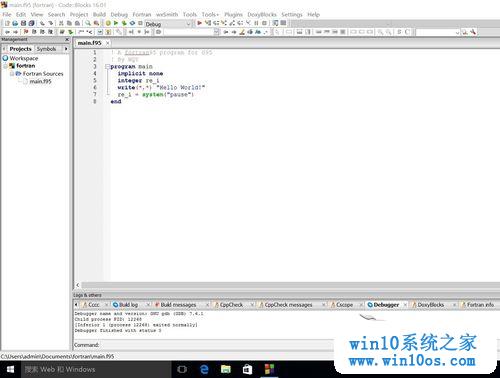 main.f95 [fortran] - Code::Blocks 16.01
File Edit View Search Project Build Debug Fortran wxSmith Tools Tools+ Plugins DoxyBlocks Settings Help
Debug
Management
Projects Symbols
Workspace
fortran
Fortran Sources
main.f95
main.f95
1 ! A fortran95 program for G95
2 ! By WQY
3 program main
4 implicit none
5 integer re_i
6 write(*,*) "Hello World!"
7 re_i = system("pause")
8 end
Logs & others
Cccc Build log Build messages CppCheck CppCheck messages Cscope Debugger DoxyBlocks Fortran info
Debugger name and version: GNU gdb (GDB) 7.6.1
Child process PID: 12268
[Inferior 1 (process 12268) exited normally]
Debugger finished with status 0
Command:
C:\Users\admin\Documents\fortran\main.f95
搜索 Web 和 Windows
win10系统之家
www.win10os.com